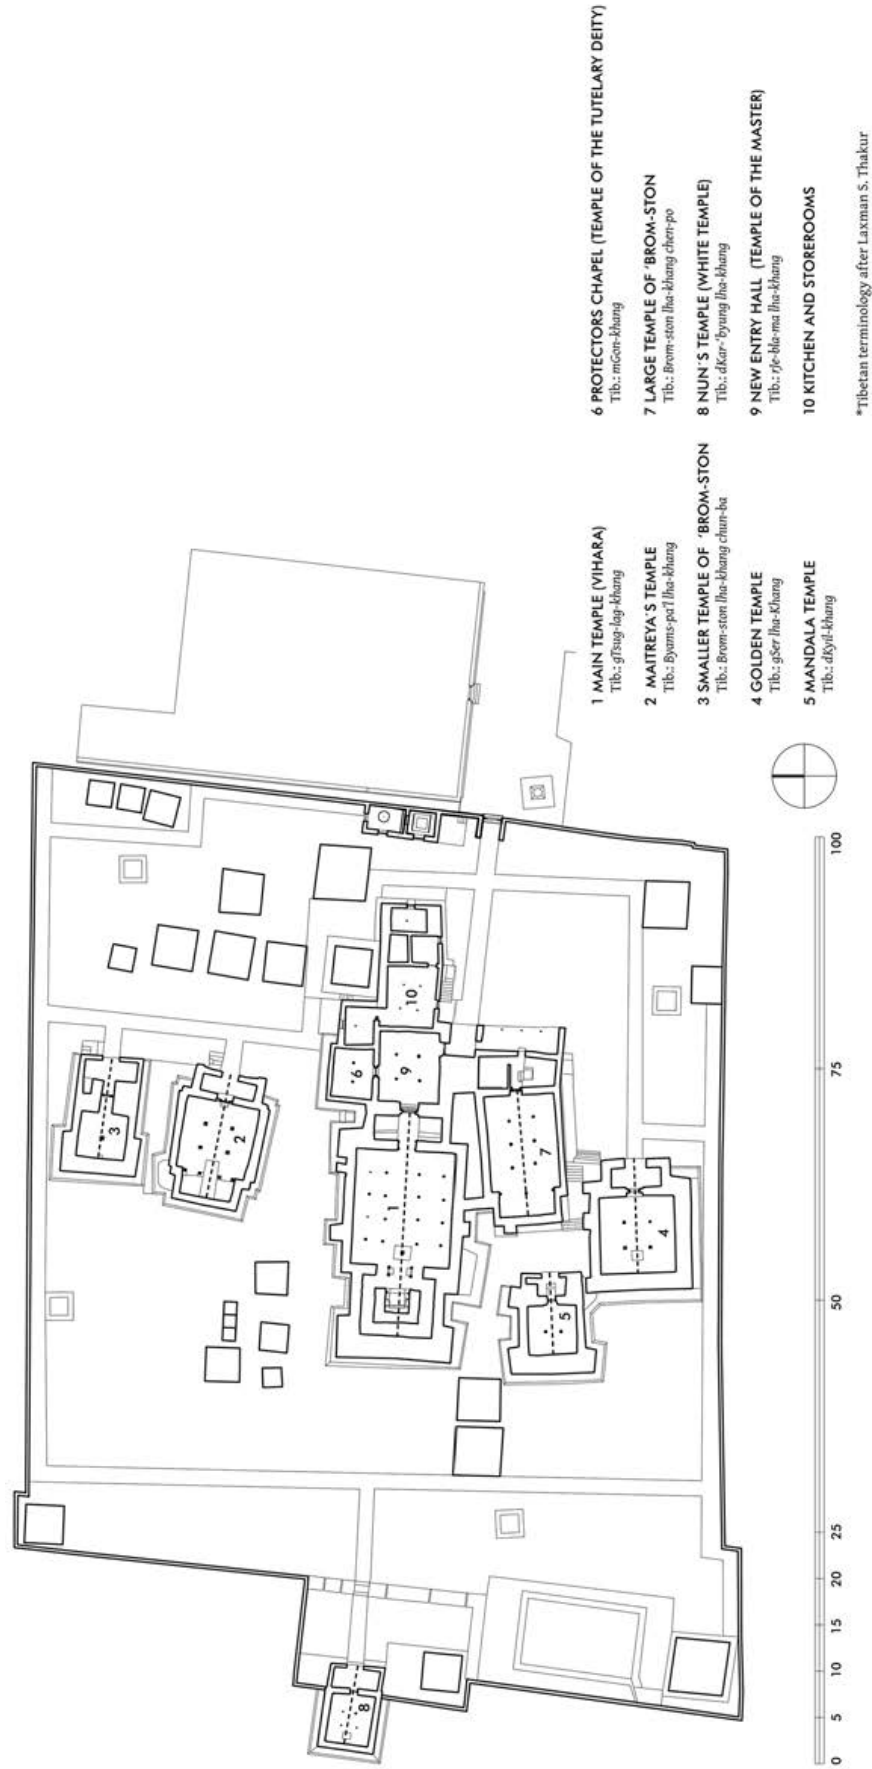 1 MAIN TEMPLE (VIHARA)
Tib.: gTsug-lag-khang
2 MAITREYA'S TEMPLE
Tib.: Byams-pa'l lha-khang
3 SMALLER TEMPLE OF 'BROM-STON
Tib.: Brom-ston lha-khang chun-ba
4 GOLDEN TEMPLE
Tib.: gSer lha-Khang
5 MANDALA TEMPLE
Tib.: dKyil-khang
6 PROTECTORS CHAPEL (TEMPLE OF THE TUTELARY DEITY)
Tib.: mGon-khang
7 LARGE TEMPLE OF 'BROM-STON
Tib.: Brom-ston lha-khang chen-po
8 NUN'S TEMPLE (WHITE TEMPLE)
Tib.: dKar-'byung lha-khang
9 NEW ENTRY HALL (TEMPLE OF THE MASTER)
Tib.: rJe-bla-ma lha-khang
10 KITCHEN AND STOREROOMS
*Tibetan terminology after Laxman S. Thakur
3
2
6
9
10
1
7
4
5
8
0 5 10 15 20 25 50 75 100